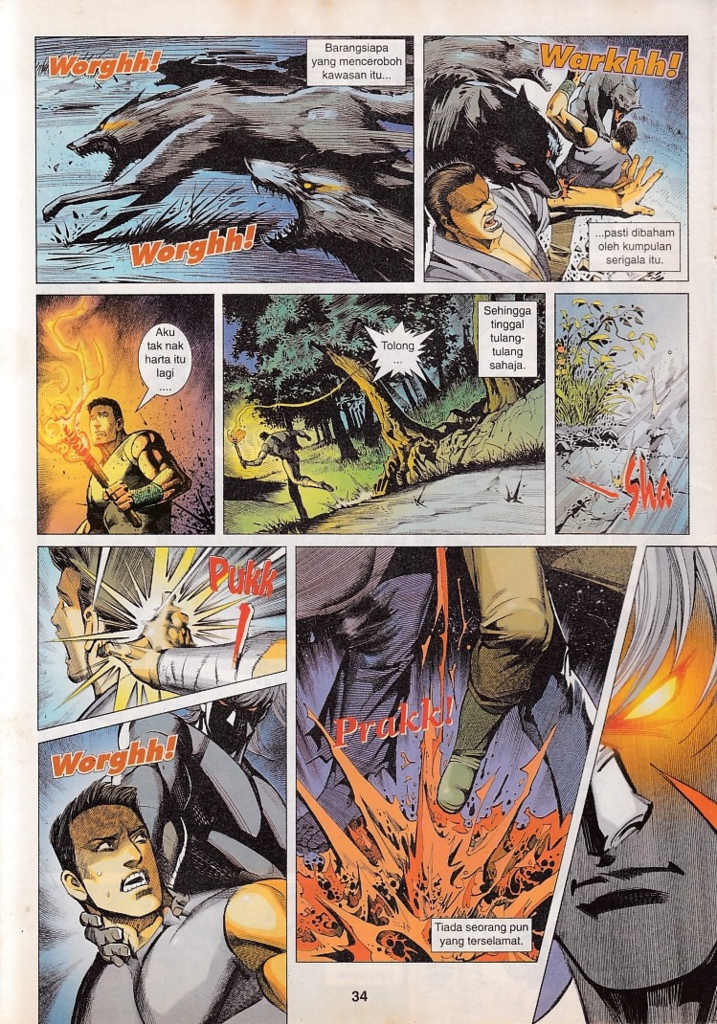 Worghh!
Barangsiapa
yang menceroboh
kawasan itu...
Worghh!
Warkhh!
...pasti dibaham
oleh kumpulan
serigala itu.
Aku
tak nak
harta itu
lagi
....
Tolong
...
Sehingga
tinggal
tulang-
tulang
sahaja.
Sha
Pukk
!
Worghh!
Prakk!
Tiada seorang pun
yang terselamat.
34